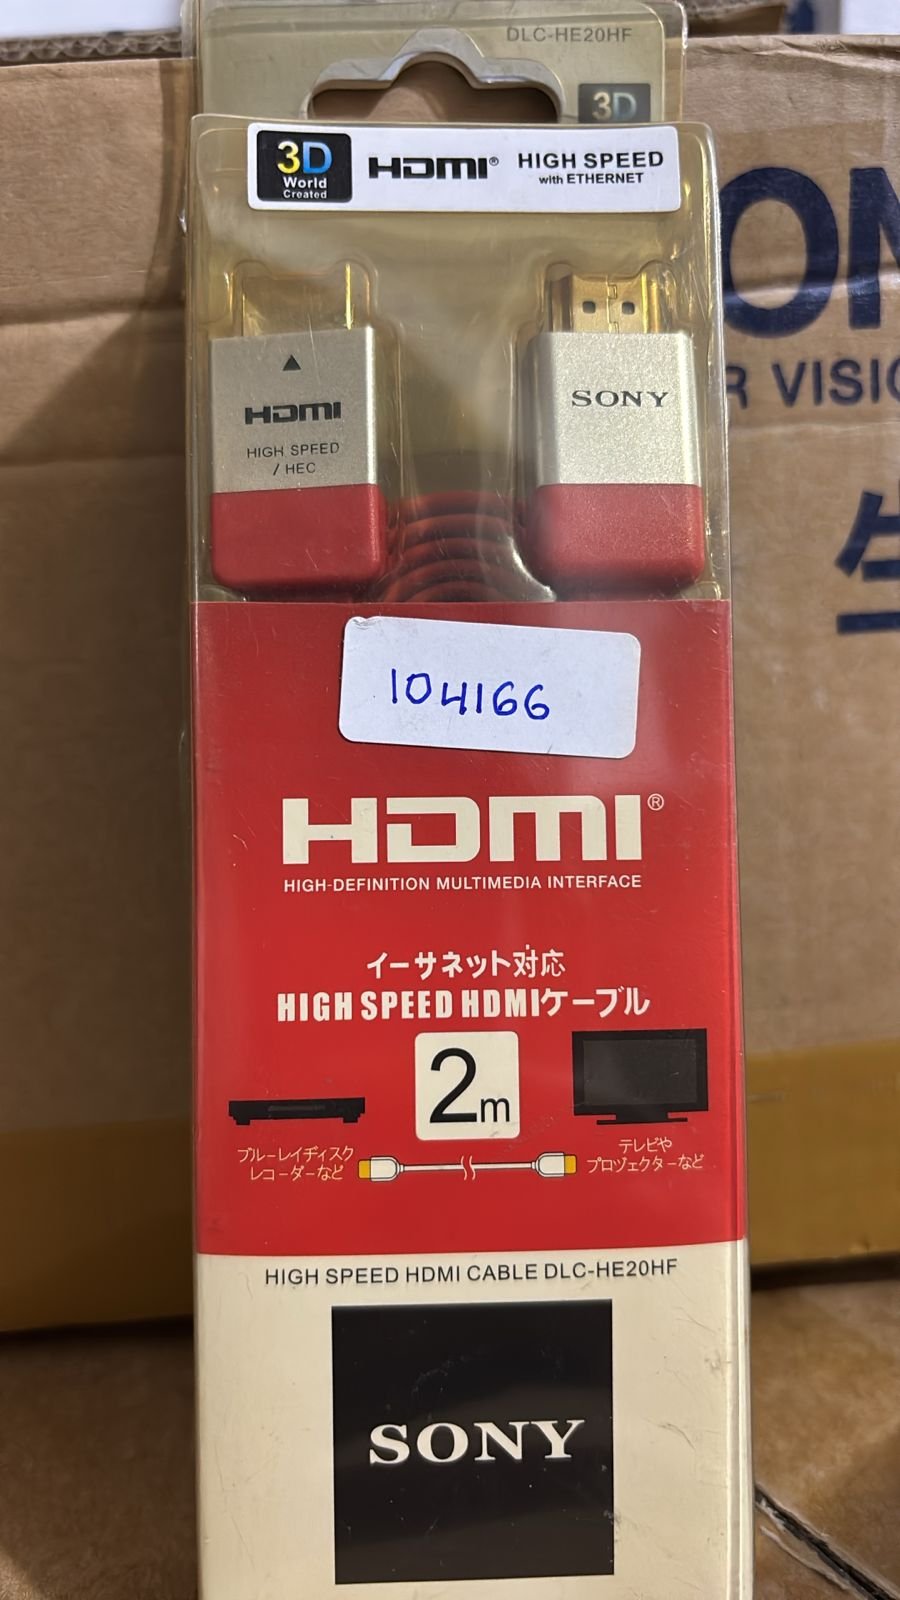 DLC-HE20HF
3D
3D
World
Created
HDMI®
HIGH SPEED
with ETHERNET
HDMI
HIGH SPEED
/ HEC
SONY
ON
R VISIO
生
104166
HDMI®
HIGH-DEFINITION MULTIMEDIA INTERFACE
イーサネット対応
HIGH SPEED HDMIケーブル
2m
ブルーレイディスク
レコーダーなど
テレビや
プロジェクターなど
HIGH SPEED HDMI CABLE DLC-HE20HF
SONY